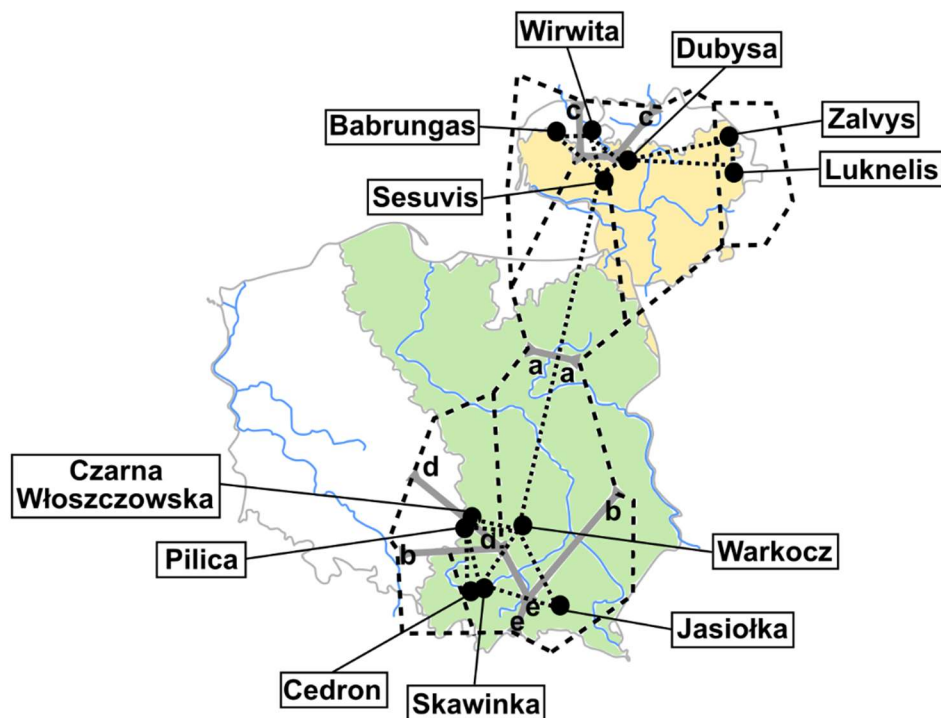 Wirwita
Dubysa
Babrungas
c
c
Zalvys
Sesuvis
Luknelis
a
a
Czarna
Włoszczowska
d
b
d
Pilica
b
Warkocz
e
e
Jasiołka
Cedron
Skawinka